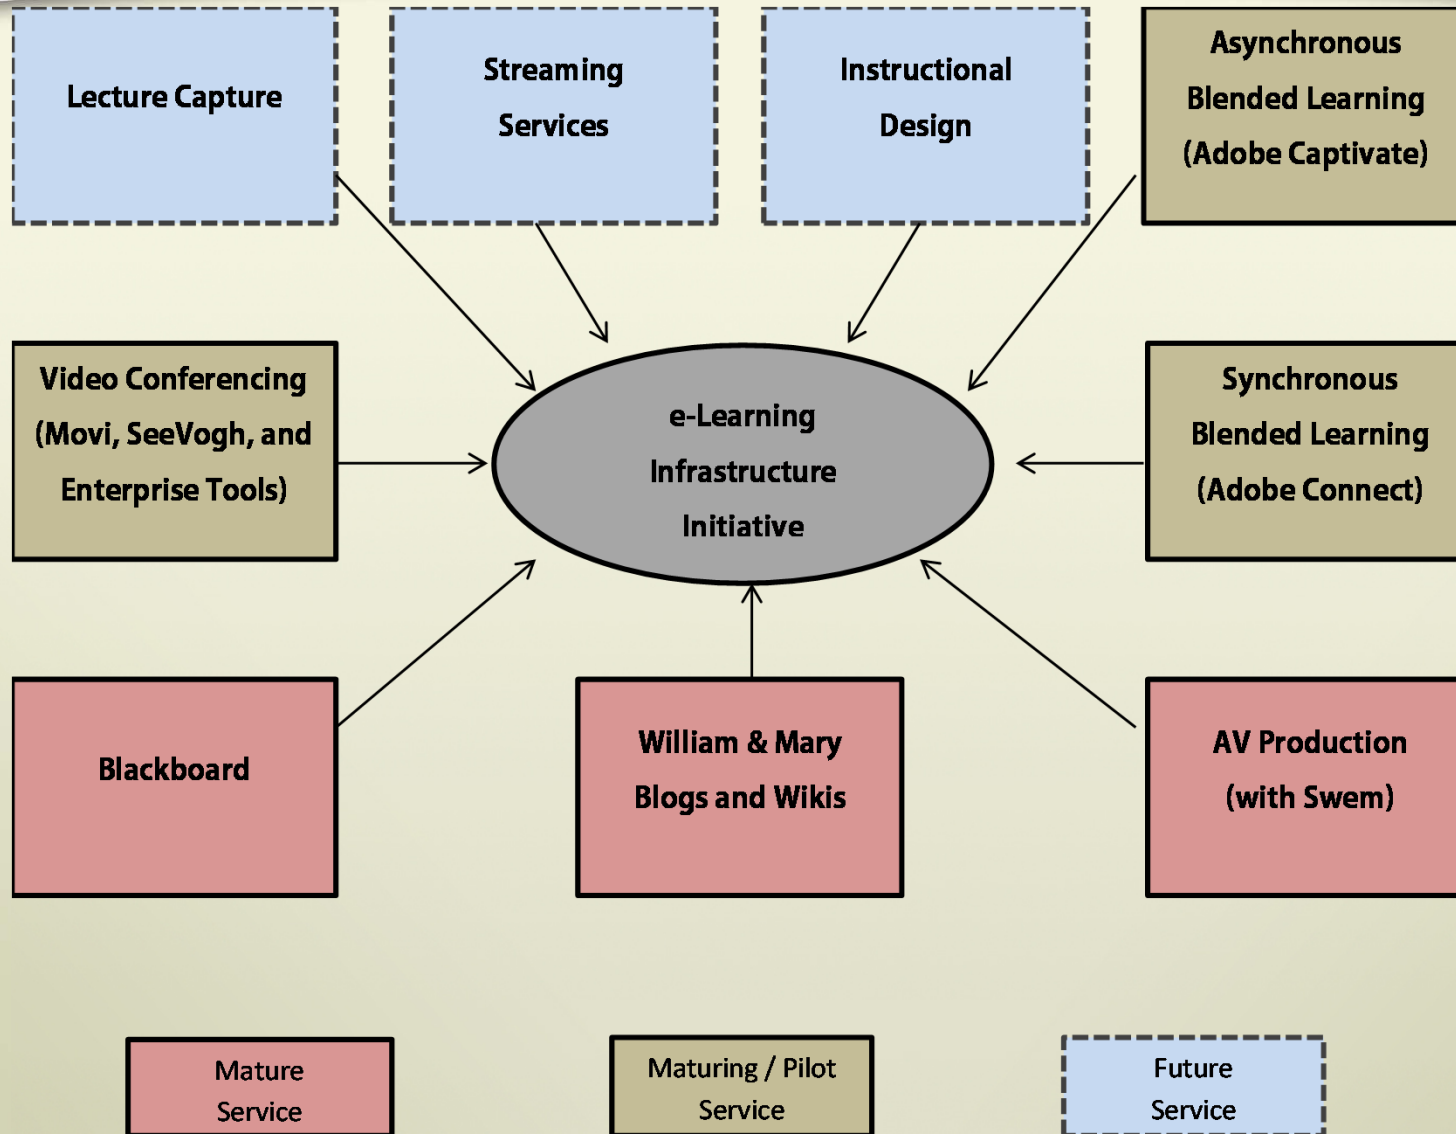 Lecture Capture
Streaming
Services
Instructional
Design
Asynchronous
Blended Learning
(Adobe Captivate)
Video Conferencing
(Movi, SeeVogh, and
Enterprise Tools)
e-Learning
Infrastructure
Initiative
Synchronous
Blended Learning
(Adobe Connect)
Blackboard
William & Mary
Blogs and Wikis
AV Production
(with Swem)
Mature
Service
Maturing / Pilot
Service
Future
Service